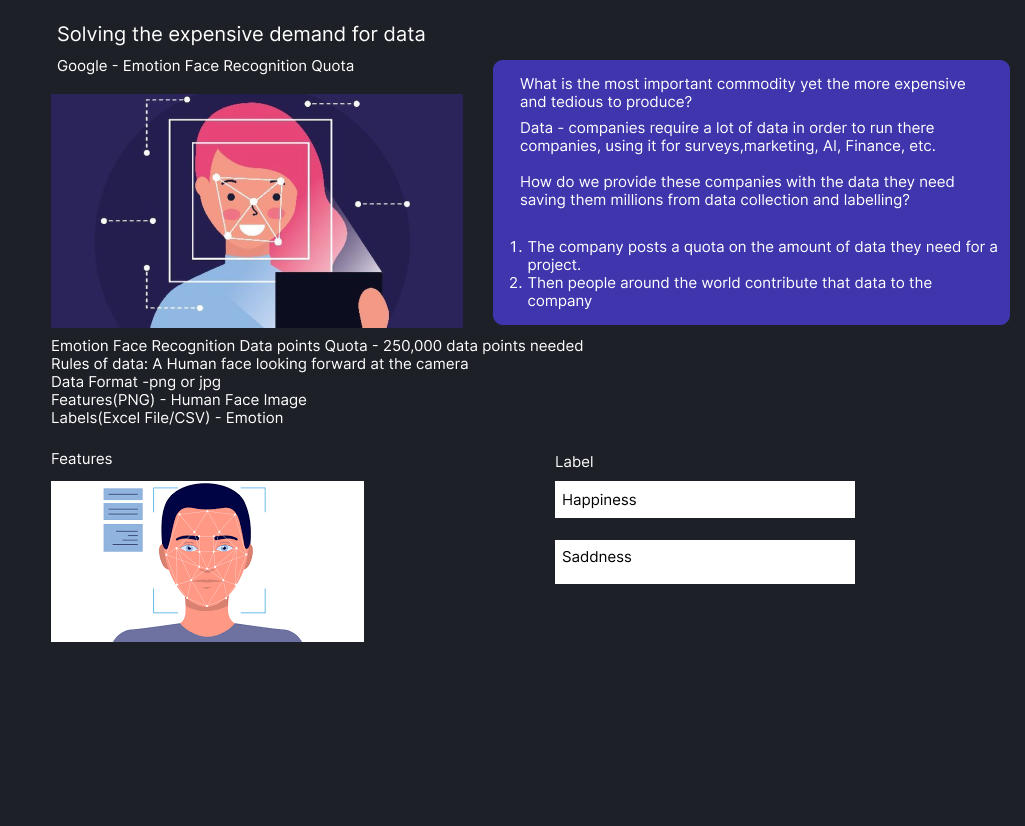 Solving the expensive demand for data
Google - Emotion Face Recognition Quota
What is the most important commodity yet the more expensive
and tedious to produce?
Data - companies require a lot of data in order to run there
companies, using it for surveys,marketing, AI, Finance, etc.
How do we provide these companies with the data they need
saving them millions from data collection and labelling?
1. The company posts a quota on the amount of data they need for a
project.
2. Then people around the world contribute that data to the
company
Emotion Face Recognition Data points Quota - 250,000 data points needed
Rules of data: A Human face looking forward at the camera
Data Format -png or jpg
Features(PNG) - Human Face Image
Labels(Excel File/CSV) - Emotion
Features
Label
Happiness
Saddness